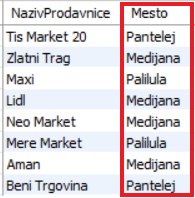 NazivProdavnice Mesto
Tis Market 20 Pantelej
Zlatni Trag Medijana
Maxi Palilula
Lidl Medijana
Neo Market Medijana
Mere Market Palilula
Aman Medijana
Beni Trgovina Pantelej